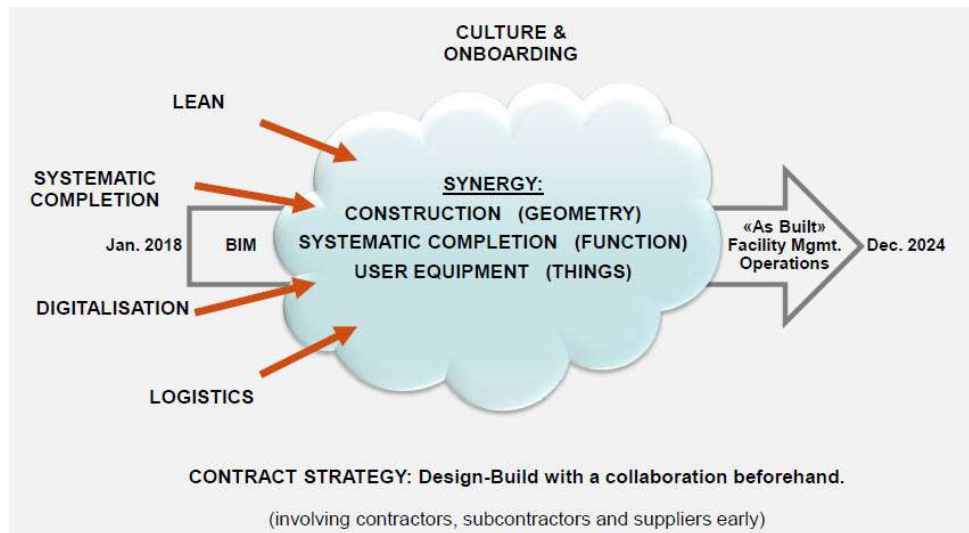 CULTURE &
ONBOARDING
LEAN
SYSTEMATIC
COMPLETION
SYNERGY:
CONSTRUCTION (GEOMETRY)
SYSTEMATIC COMPLETION (FUNCTION)
USER EQUIPMENT (THINGS)
Jan. 2018
BIM
«As Built»
Facility Mgmt.
Operations
Dec. 2024
DIGITALISATION
LOGISTICS
CONTRACT STRATEGY: Design-Build with a collaboration beforehand.
(involving contractors, subcontractors and suppliers early)